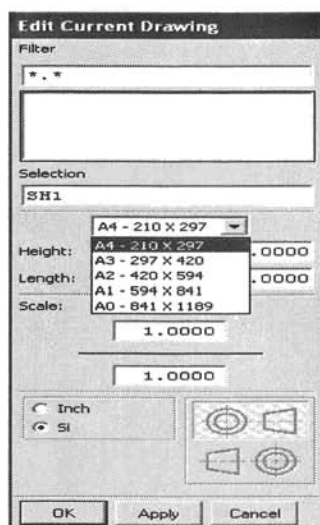 Edit Current Drawing
Filter
*.*
Selection
SH1
A4 - 210 X 297
A4 - 210 X 297
Height: .0000
A3 - 297 X 420
A2 - 420 X 594
Length: .0000
A1 - 594 X 841
Scale:
A0 - 841 X 1189
1.0000
1.0000
Inch
Si
OK Apply Cancel